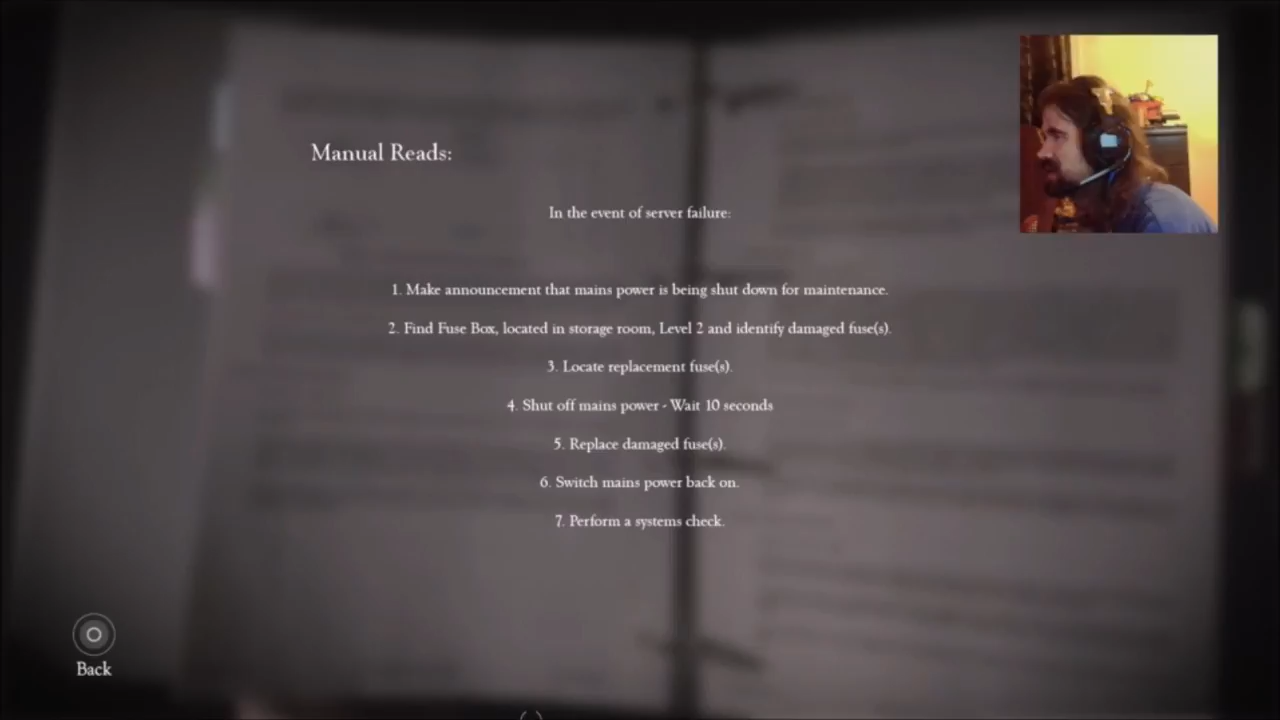 Manual Reads:
In the event of server failure:
1. Make announcement that mains power is being shut down for maintenance.
2. Find Fuse Box, located in storage room, Level 2 and identify damaged fuse(s).
3. Locate replacement fuse(s).
4. Shut off mains power - Wait 10 seconds
5. Replace damaged fuse(s).
6. Switch mains power back on.
7. Perform a systems check.
Back